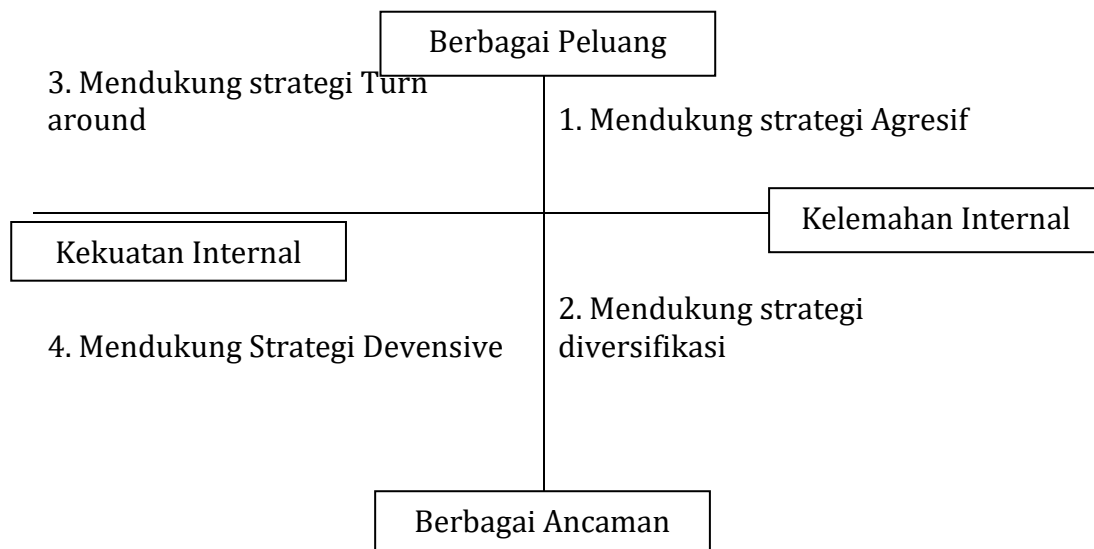 Berbagai Peluang
3. Mendukung strategi Turn
around
1. Mendukung strategi Agresif
Kelemahan Internal
Kekuatan Internal
2. Mendukung strategi
diversifikasi
4. Mendukung Strategi Devensive
Berbagai Ancaman